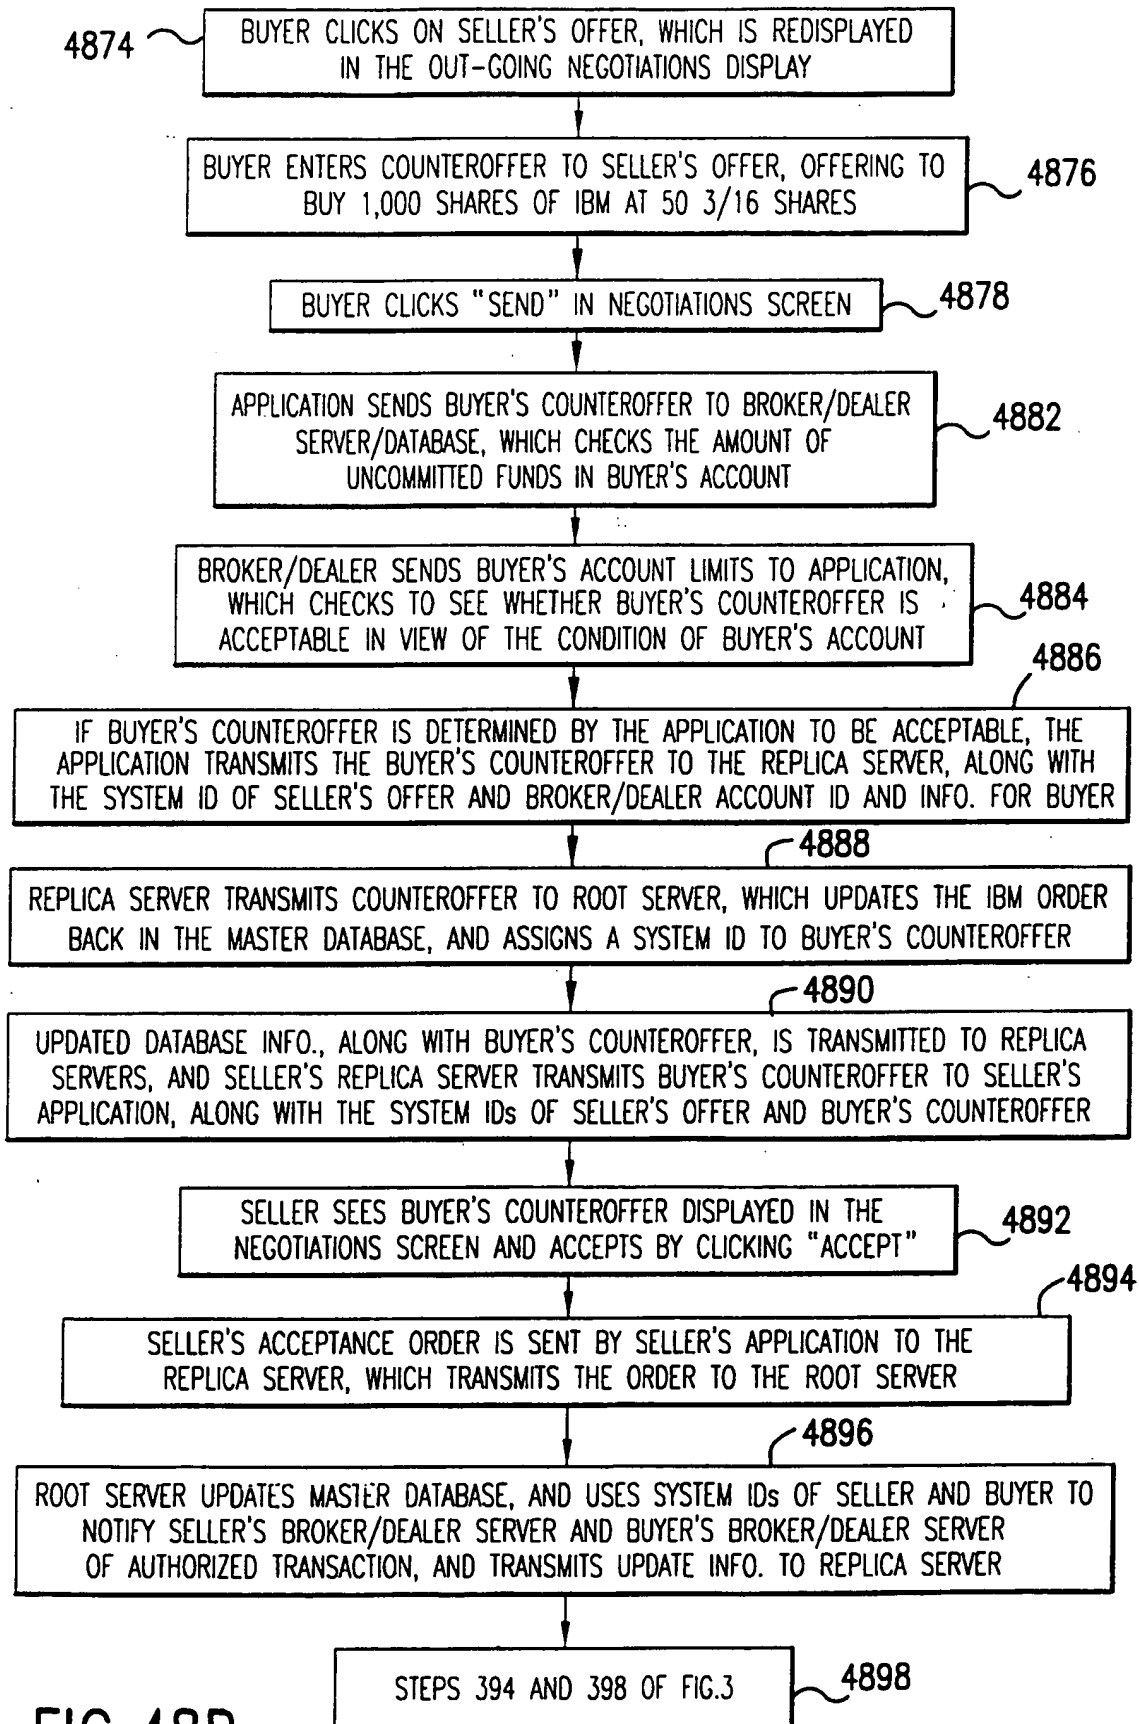 4874
BUYER CLICKS ON SELLER'S OFFER, WHICH IS REDISPLAYED
IN THE OUT-GOING NEGOTIATIONS DISPLAY
BUYER ENTERS COUNTEROFFER TO SELLER'S OFFER, OFFERING TO
BUY 1,000 SHARES OF IBM AT 50 3/16 SHARES
4876
BUYER CLICKS "SEND" IN NEGOTIATIONS SCREEN
4878
APPLICATION SENDS BUYER'S COUNTEROFFER TO BROKER/DEALER
SERVER/DATABASE, WHICH CHECKS THE AMOUNT OF
UNCOMMITTED FUNDS IN BUYER'S ACCOUNT
4882
BROKER/DEALER SENDS BUYER'S ACCOUNT LIMITS TO APPLICATION,
WHICH CHECKS TO SEE WHETHER BUYER'S COUNTEROFFER IS
ACCEPTABLE IN VIEW OF THE CONDITION OF BUYER'S ACCOUNT
4884
4886
IF BUYER'S COUNTEROFFER IS DETERMINED BY THE APPLICATION TO BE ACCEPTABLE, THE
APPLICATION TRANSMITS THE BUYER'S COUNTEROFFER TO THE REPLICA SERVER, ALONG WITH
THE SYSTEM ID OF SELLER'S OFFER AND BROKER/DEALER ACCOUNT ID AND INFO. FOR BUYER
4888
REPLICA SERVER TRANSMITS COUNTEROFFER TO ROOT SERVER, WHICH UPDATES THE IBM ORDER
BACK IN THE MASTER DATABASE, AND ASSIGNS A SYSTEM ID TO BUYER'S COUNTEROFFER
4890
UPDATED DATABASE INFO., ALONG WITH BUYER'S COUNTEROFFER, IS TRANSMITTED TO REPLICA
SERVERS, AND SELLER'S REPLICA SERVER TRANSMITS BUYER'S COUNTEROFFER TO SELLER'S
APPLICATION, ALONG WITH THE SYSTEM IDs OF SELLER'S OFFER AND BUYER'S COUNTEROFFER
SELLER SEES BUYER'S COUNTEROFFER DISPLAYED IN THE
NEGOTIATIONS SCREEN AND ACCEPTS BY CLICKING "ACCEPT"
4892
4894
SELLER'S ACCEPTANCE ORDER IS SENT BY SELLER'S APPLICATION TO THE
REPLICA SERVER, WHICH TRANSMITS THE ORDER TO THE ROOT SERVER
4896
ROOT SERVER UPDATES MASTER DATABASE, AND USES SYSTEM IDs OF SELLER AND BUYER TO
NOTIFY SELLER'S BROKER/DEALER SERVER AND BUYER'S BROKER/DEALER SERVER
OF AUTHORIZED TRANSACTION, AND TRANSMITS UPDATE INFO. TO REPLICA SERVER
STEPS 394 AND 398 OF FIG.3
4898